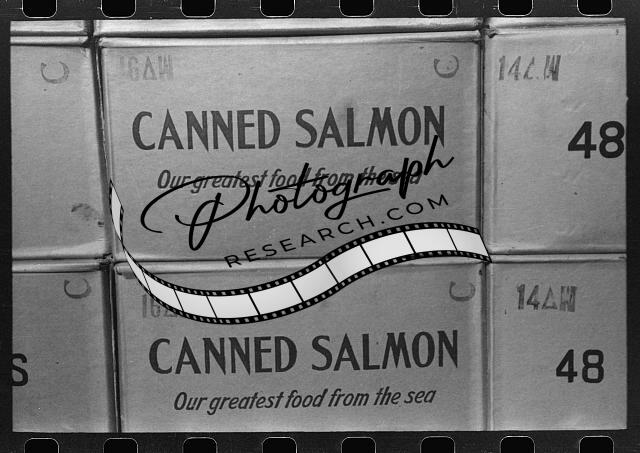 C
16ΔW
C
14Δ.W
CANNED SALMON
48
Our greatest food from the sea
Photograph
RESEARCH.COM
C
C
14ΔW
CANNED SALMON
S
48
Our greatest food from the sea